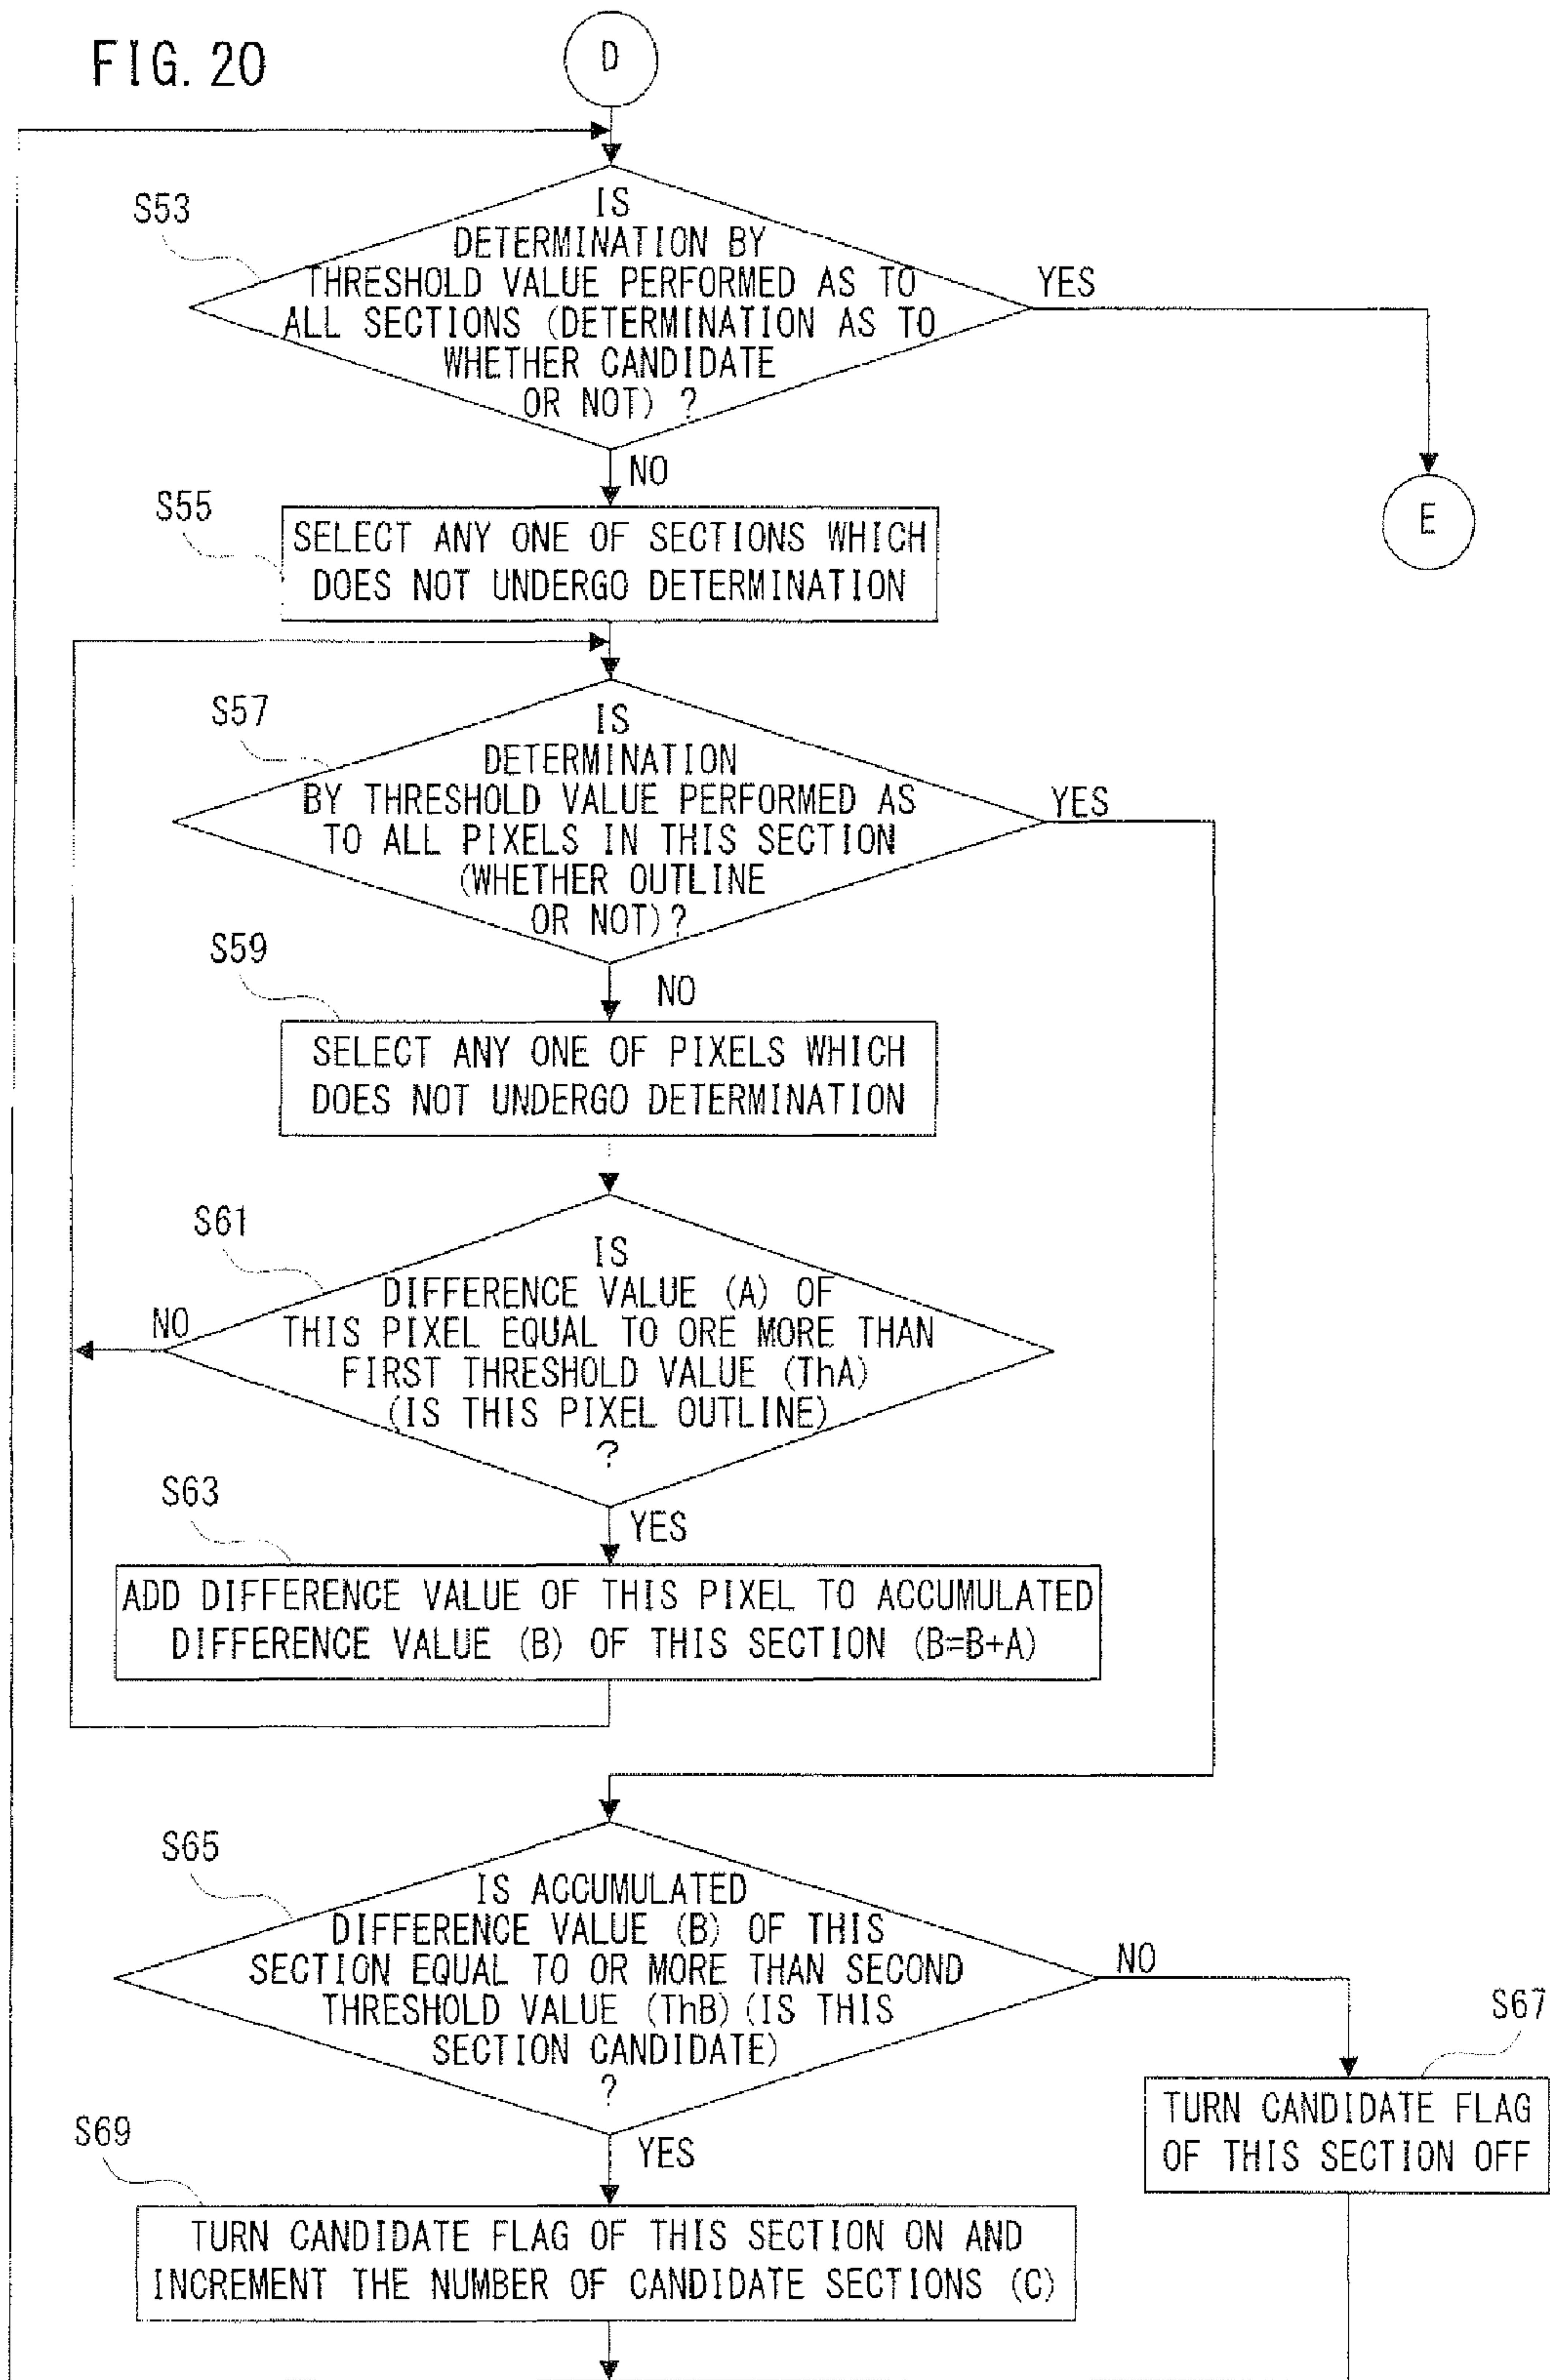 FIG. 20
D
S53
IS
DETERMINATION BY
THRESHOLD VALUE PERFORMED AS TO
ALL SECTIONS (DETERMINATION AS TO
WHETHER CANDIDATE
OR NOT) ?
YES
E
NO
S55
SELECT ANY ONE OF SECTIONS WHICH
DOES NOT UNDERGO DETERMINATION
S57
IS
DETERMINATION
BY THRESHOLD VALUE PERFORMED AS
TO ALL PIXELS IN THIS SECTION
(WHETHER OUTLINE
OR NOT)?
YES
NO
S59
SELECT ANY ONE OF PIXELS WHICH
DOES NOT UNDERGO DETERMINATION
S61
IS
DIFFERENCE VALUE (A) OF
THIS PIXEL EQUAL TO ORE MORE THAN
FIRST THRESHOLD VALUE (ThA)
(IS THIS PIXEL OUTLINE)
?
NO
YES
S63
ADD DIFFERENCE VALUE OF THIS PIXEL TO ACCUMULATED
DIFFERENCE VALUE (B) OF THIS SECTION (B=B+A)
S65
IS ACCUMULATED
DIFFERENCE VALUE (B) OF THIS
SECTION EQUAL TO OR MORE THAN SECOND
THRESHOLD VALUE (ThB) (IS THIS
SECTION CANDIDATE)
?
NO
S67
TURN CANDIDATE FLAG
OF THIS SECTION OFF
YES
S69
TURN CANDIDATE FLAG OF THIS SECTION ON AND
INCREMENT THE NUMBER OF CANDIDATE SECTIONS (C)